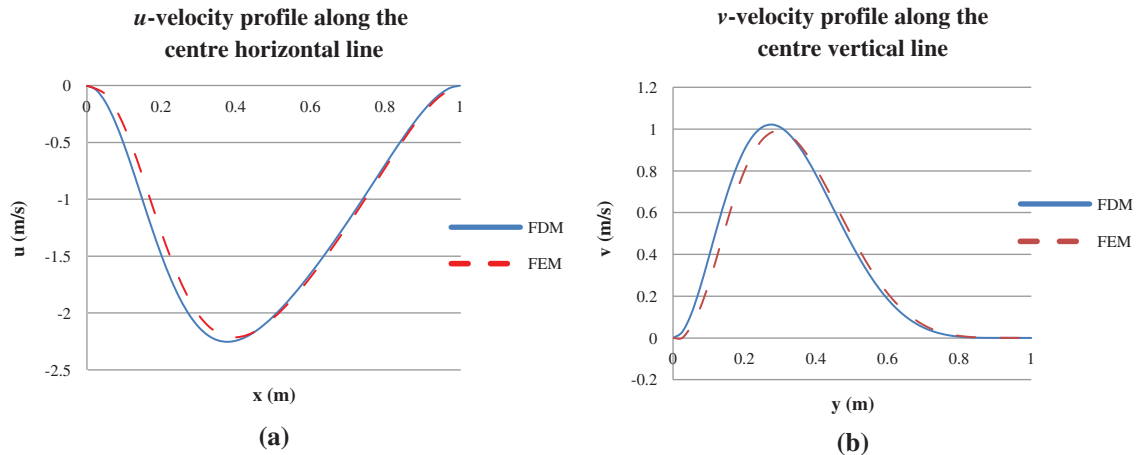 u-velocity profile along the
centre horizontal line
0
0 0.2 0.4 0.6 0.8 1
-0.5
-1
-1.5
-2
-2.5
u (m/s)
x (m)
FDM
FEM
(a)
v-velocity profile along the
centre vertical line
1.2
1
0.8
0.6
0.4
0.2
0
-0.2
0 0.2 0.4 0.6 0.8 1
v (m/s)
y (m)
FDM
FEM
(b)